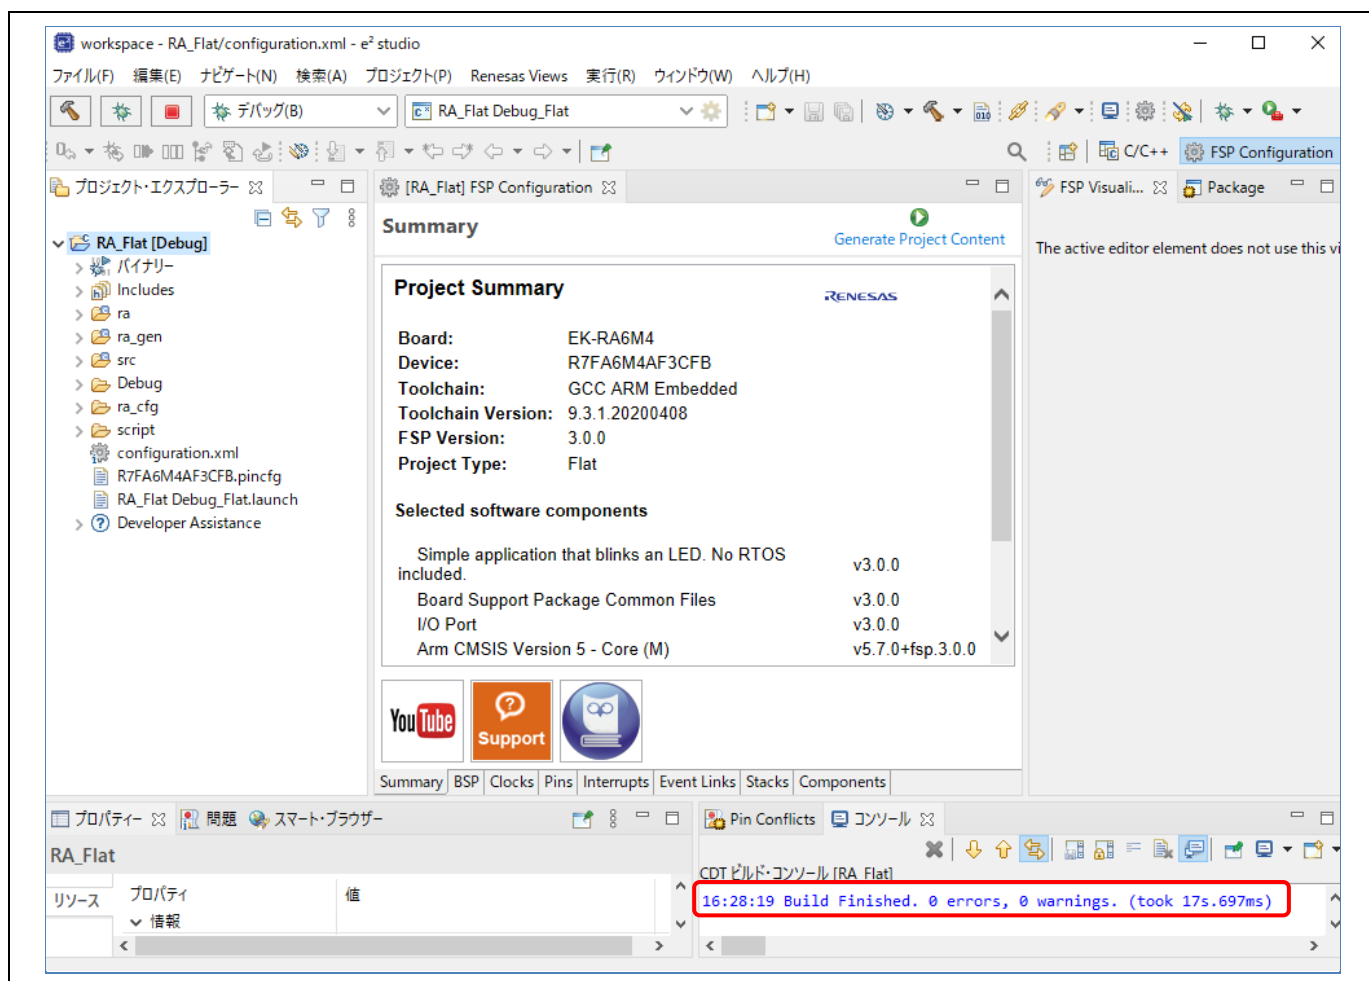 workspace - RA_Flat/configuration.xml - e² studio
ファイル(F) 編集(E) ナビゲート(N) 検索(A) プロジェクト(P) Renesas Views 実行(R) ウィンドウ(W) ヘルプ(H)
デバッグ(B) RA_Flat Debug_Flat
C/C++ FSP Configuration
プロジェクト・エクスプローラー
[RA_Flat] FSP Configuration
FSP Visuali... Package
Summary
Generate Project Content
The active editor element does not use this vi
RA_Flat [Debug]
バイナリー
Includes
ra
ra_gen
src
Debug
ra_cfg
script
configuration.xml
R7FA6M4AF3CFB.pincfg
RA_Flat Debug_Flat.launch
Developer Assistance
Project Summary
RENESAS
Board: EK-RA6M4
Device: R7FA6M4AF3CFB
Toolchain: GCC ARM Embedded
Toolchain Version: 9.3.1.20200408
FSP Version: 3.0.0
Project Type: Flat
Selected software components
Simple application that blinks an LED. No RTOS included. v3.0.0
Board Support Package Common Files v3.0.0
I/O Port v3.0.0
Arm CMSIS Version 5 - Core (M) v5.7.0+fsp.3.0.0
YouTube
Support
Summary BSP Clocks Pins Interrupts Event Links Stacks Components
プロパティー 問題 スマート・ブラウザー
Pin Conflicts コンソール
RA_Flat
リソース プロパティ 値
情報
CDT ビルド・コンソール [RA_Flat]
16:28:19 Build Finished. 0 errors, 0 warnings. (took 17s.697ms)